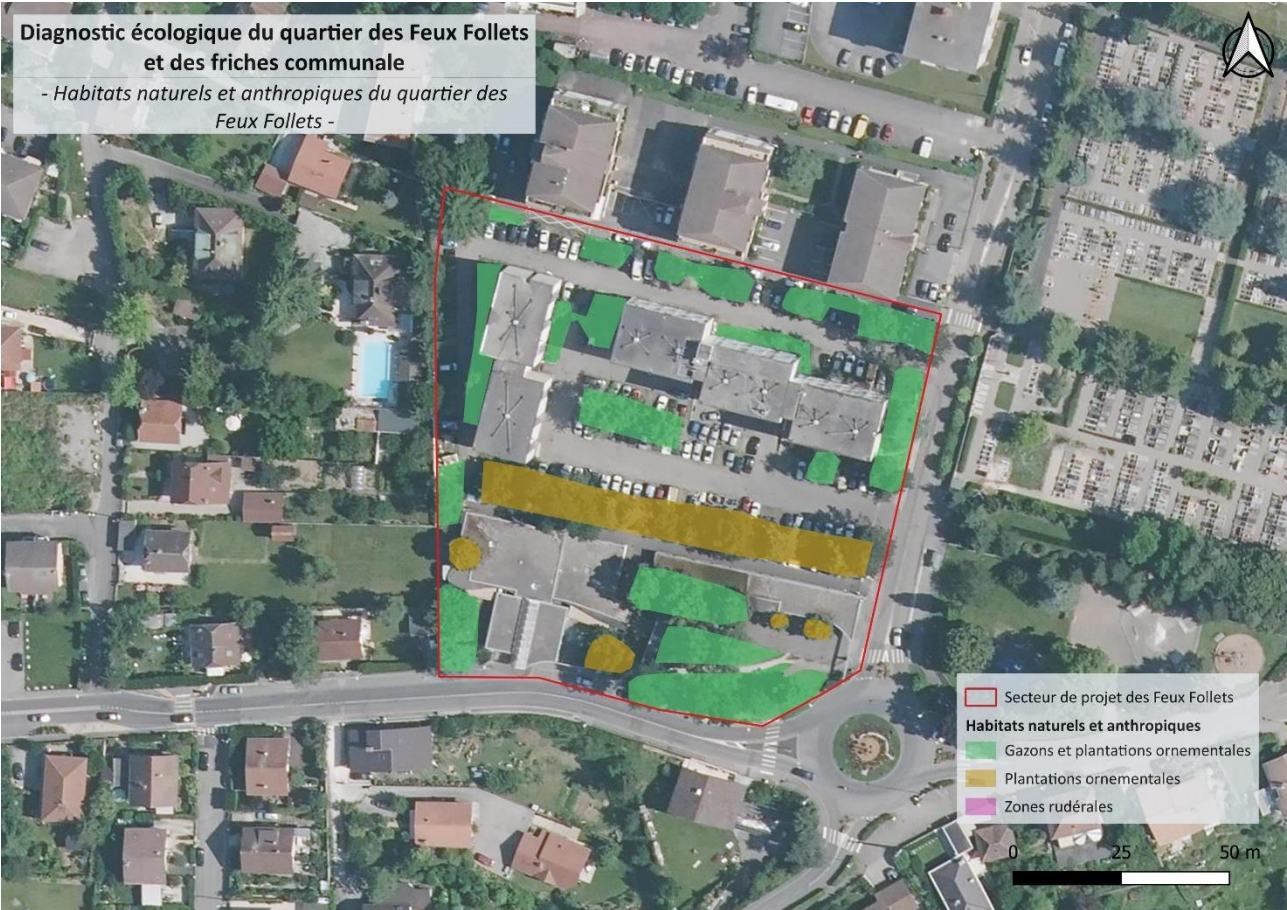 Diagnostic écologique du quartier des Feux Follets
et des friches communale
- Habitats naturels et anthropiques du quartier des
Feux Follets -
Secteur de projet des Feux Follets
Habitats naturels et anthropiques
Gazons et plantations ornementales
Plantations ornementales
Zones rudérales
0 25 50 m